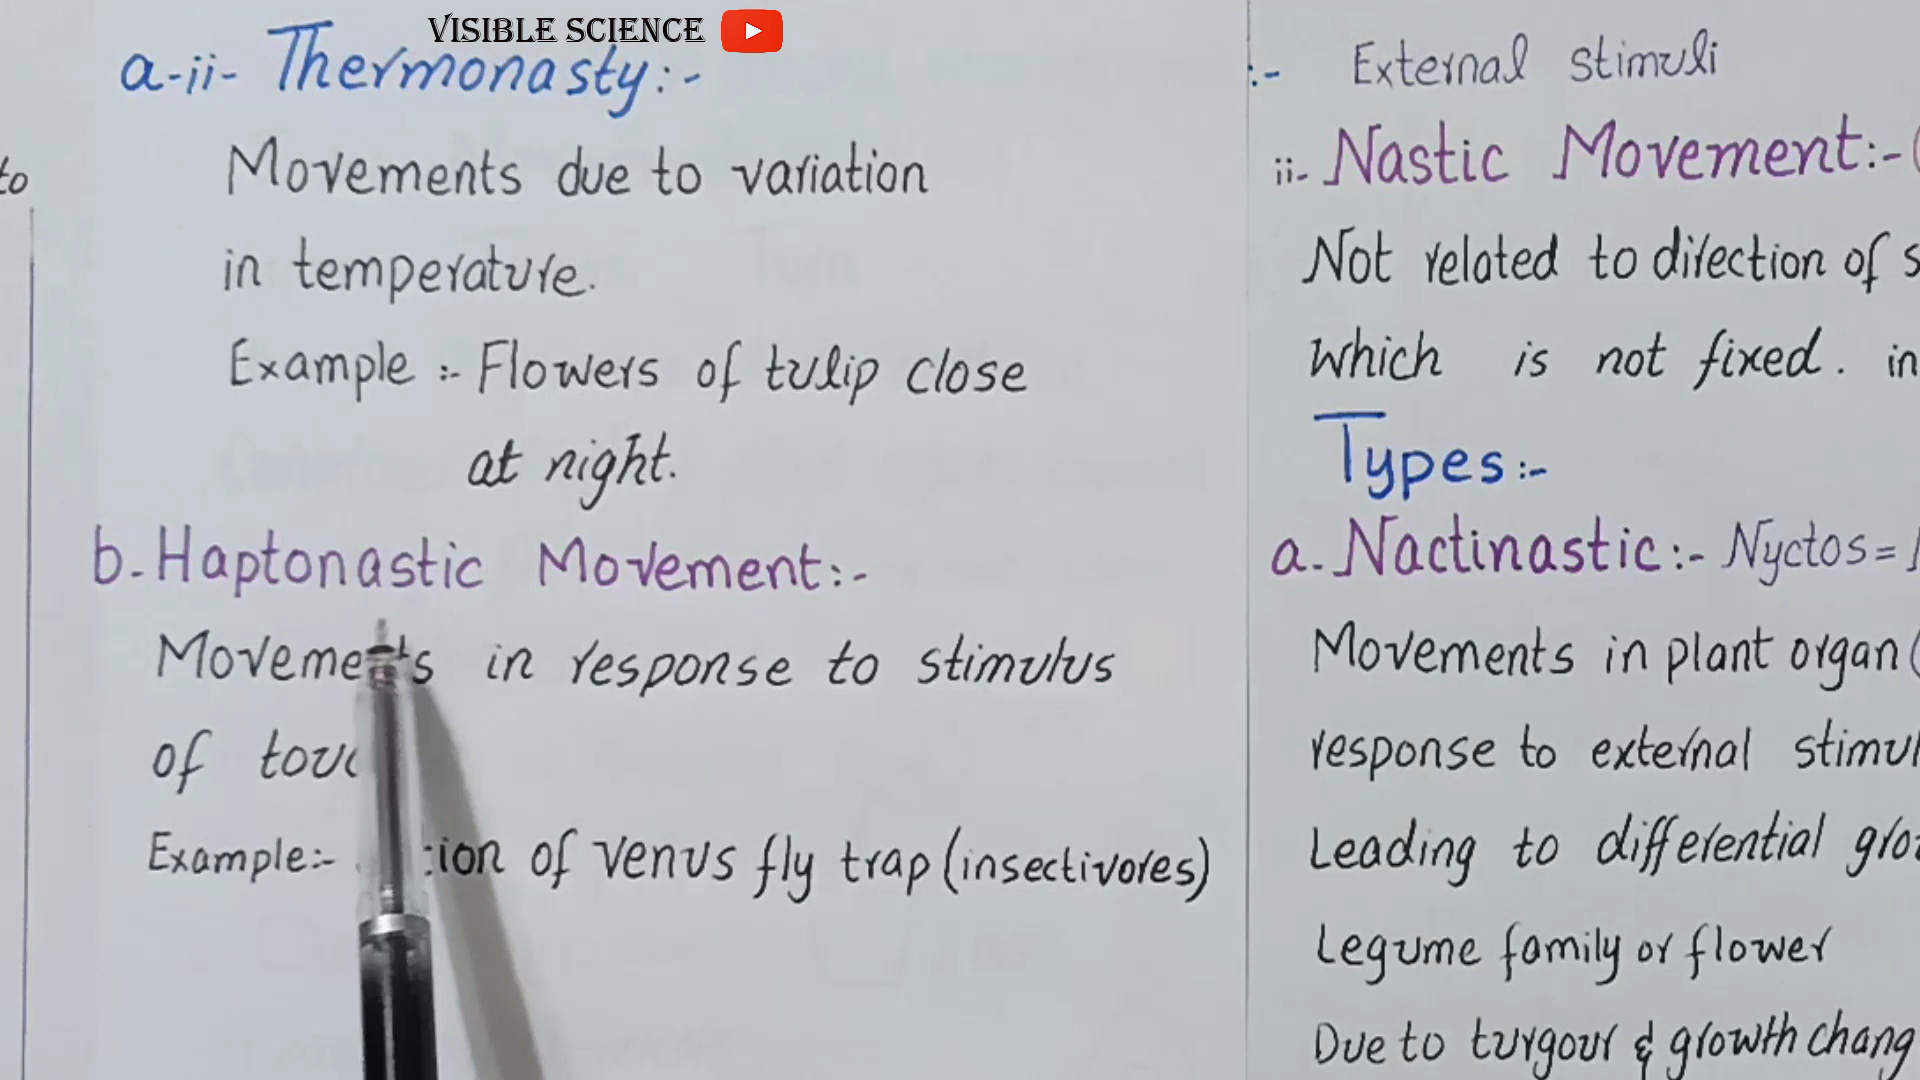 VISIBLE SCIENCE
to
a-ii- Thermonasty:-
Movements due to variation
in temperature.
Example :- Flowers of tulip close
at night.
b. Haptonastic Movement:-
Movements in response to stimulus
of
Example:- of venus fly trap (insectivores)
:- External stimuli
ii- Nastic Movement:-
Not related to direction of
which is not fixed. in
Types:-
a. Nactinastic:- Nyctos =
Movements in plant organ (
response to external
Leading to differential
Legume family or flower
Due to turgour & growth